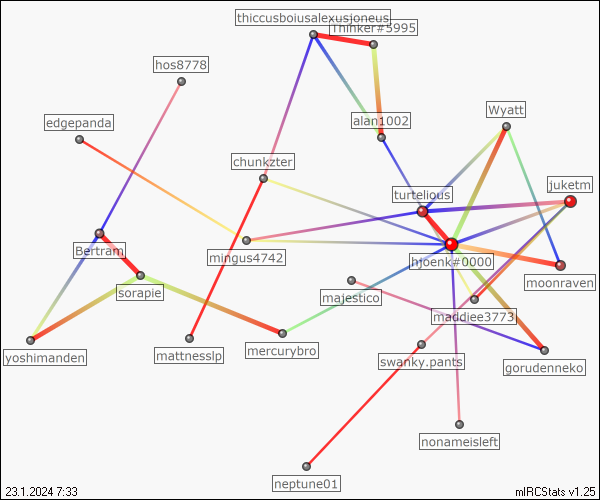 thiccusboiusalexusjoneus
Thinker#5995
hos8778
Wyatt
edgepanda
alan1002
chunkzter
juketm
turtelious
Bertram
mingus4742
hjoenk#0000
moonraven
sorapie
majestico
maddiee3773
yoshimanden
mattnesslp
mercurybro
swanky.pants
gorudenneko
nonameisleft
neptune01
23.1.2024 7:33
mIRCStats v1.25